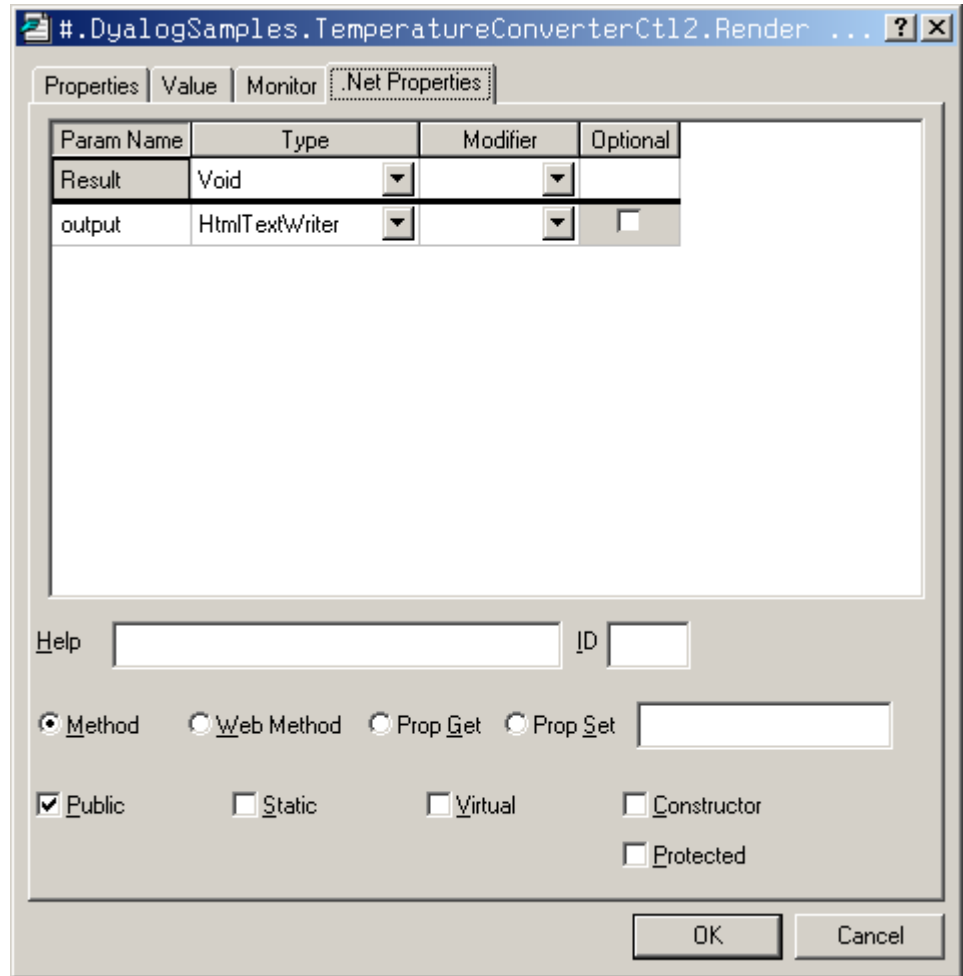 #.DyalogSamples.TemperatureConverterCtl2.Render ...
Properties Value Monitor .Net Properties
Param Name Type Modifier Optional
Result Void
output HtmlTextWriter
Help ID
Method Web Method Prop Get Prop Set
Public Static Virtual Constructor
Protected
OK Cancel